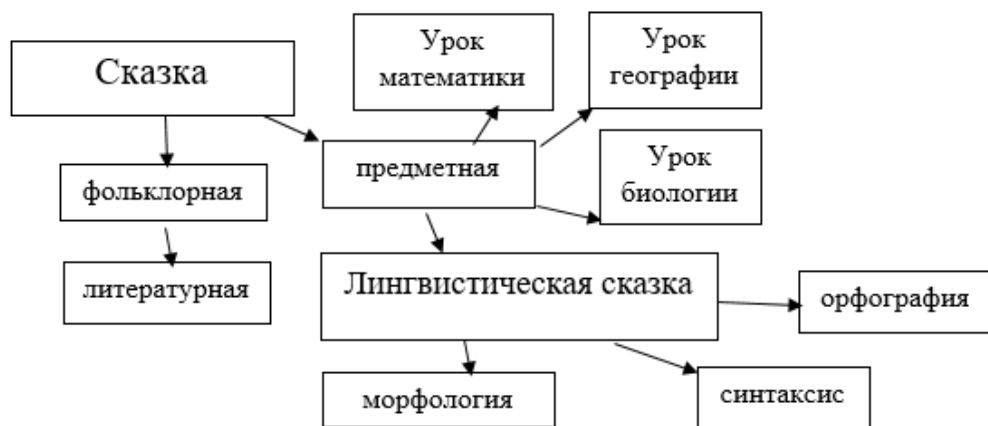 Сказка
Урок
математики
Урок
географии
фольклорная
предметная
Урок
биологии
литературная
Лингвистическая сказка
орфография
морфология
синтаксис